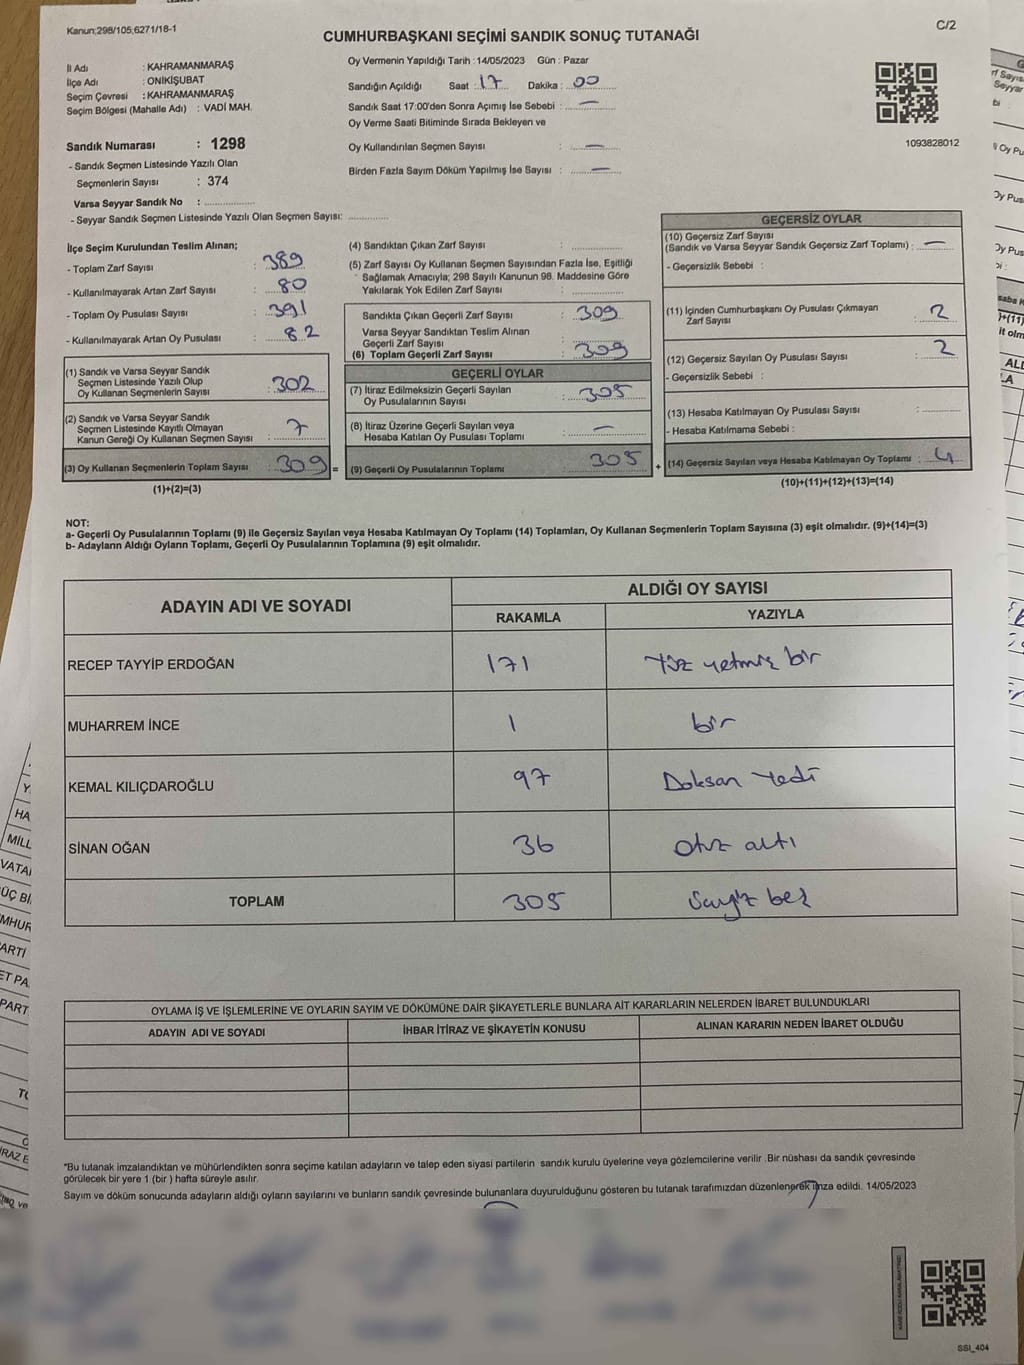 Kanun;298/105;6271/18-1
C/2
CUMHURBAŞKANI SEÇİMİ SANDIK SONUÇ TUTANAĞI
İl Adı : KAHRAMANMARAŞ
İlçe Adı : ONİKİŞUBAT
Seçim Çevresi : KAHRAMANMARAŞ
Seçim Bölgesi (Mahalle Adı) : VADİ MAH.
Sandık Numarası : 1298
- Sandık Seçmen Listesinde Yazılı Olan
Seçmenlerin Sayısı : 374
Varsa Seyyar Sandık No : ................
- Seyyar Sandık Seçmen Listesinde Yazılı Olan Seçmen Sayısı: .............
Oy Vermenin Yapıldığı Tarih : 14/05/2023 Gün : Pazar
Sandığın Açıldığı Saat : 17 Dakika : 00
Sandık Saat 17:00'den Sonra Açımış İse Sebebi : —
Oy Verme Saati Bitiminde Sırada Bekleyen ve
Oy Kullandırılan Seçmen Sayısı : —
Birden Fazla Sayım Döküm Yapılmış İse Sayısı : —
1093828012
İlçe Seçim Kurulundan Teslim Alınan;
- Toplam Zarf Sayısı : 389
- Kullanılmayarak Artan Zarf Sayısı : 80
- Toplam Oy Pusulası Sayısı : 391
- Kullanılmayarak Artan Oy Pusulası : 82
(1) Sandık ve Varsa Seyyar Sandık
Seçmen Listesinde Yazılı Olup
Oy Kullanan Seçmenlerin Sayısı : 302
(2) Sandık ve Varsa Seyyar Sandık
Seçmen Listesinde Kayıtlı Olmayan
Kanun Gereği Oy Kullanan Seçmen Sayısı : 7
(3) Oy Kullanan Seçmenlerin Toplam Sayısı : 309 =
(1)+(2)=(3)
(4) Sandıktan Çıkan Zarf Sayısı : ................
(5) Zarf Sayısı Oy Kullanan Seçmen Sayısından Fazla İse, Eşitliği
Sağlamak Amacıyla; 298 Sayılı Kanunun 98. Maddesine Göre
Yakılarak Yok Edilen Zarf Sayısı : ................
Sandıkta Çıkan Geçerli Zarf Sayısı : 309
Varsa Seyyar Sandıktan Teslim Alınan
Geçerli Zarf Sayısı :
(6) Toplam Geçerli Zarf Sayısı : 309
GEÇERLİ OYLAR
(7) İtiraz Edilmeksizin Geçerli Sayılan
Oy Pusulalarının Sayısı : 305
(8) İtiraz Üzerine Geçerli Sayılan veya
Hesaba Katılan Oy Pusulası Toplamı : —
(9) Geçerli Oy Pusulalarının Toplamı : 305 +
GEÇERSİZ OYLAR
(10) Geçersiz Zarf Sayısı
(Sandık ve Varsa Seyyar Sandık Geçersiz Zarf Toplamı) : —
- Geçersizlik Sebebi :
(11) İçinden Cumhurbaşkanı Oy Pusulası Çıkmayan
Zarf Sayısı : 2
(12) Geçersiz Sayılan Oy Pusulası Sayısı : 2
- Geçersizlik Sebebi :
(13) Hesaba Katılmayan Oy Pusulası Sayısı : .............
- Hesaba Katılmama Sebebi :
(14) Geçersiz Sayılan veya Hesaba Katılmayan Oy Toplamı : 4
(10)+(11)+(12)+(13)=(14)
NOT:
a- Geçerli Oy Pusulalarının Toplamı (9) ile Geçersiz Sayılan veya Hesaba Katılmayan Oy Toplamı (14) Toplamları, Oy Kullanan Seçmenlerin Toplam Sayısına (3) eşit olmalıdır. (9)+(14)=(3)
b- Adayların Aldığı Oyların Toplamı, Geçerli Oy Pusulalarının Toplamına (9) eşit olmalıdır.
ADAYIN ADI VE SOYADI
ALDIĞI OY SAYISI
RAKAMLA YAZIYLA
RECEP TAYYİP ERDOĞAN 171 Yüz yetmiş bir
MUHARREM İNCE 1 bir
KEMAL KILIÇDAROĞLU 97 Doksan Yedi
SİNAN OĞAN 36 otuz altı
TOPLAM 305 beş
OYLAMA İŞ VE İŞLEMLERİNE VE OYLARIN SAYIM VE DÖKÜMÜNE DAİR ŞİKAYETLERLE BUNLARA AİT KARARLARIN NELERDEN İBARET BULUNDUKLARI
ADAYIN ADI VE SOYADI İHBAR İTİRAZ VE ŞİKAYETİN KONUSU ALINAN KARARIN NEDEN İBARET OLDUĞU
*Bu tutanak imzalandıktan ve mühürlendikten sonra seçime katılan adayların ve talep eden siyasi partilerin sandık kurulu üyelerine veya gözlemcilerine verilir .Bir nüshası da sandık çevresinde
görülecek bir yere 1 (bir ) hafta süreyle asılır.
Sayım ve döküm sonucunda adayların aldığı oyların sayılarını ve bunların sandık çevresinde bulunanlara duyurulduğunu gösteren bu tutanak tarafımızdan düzenlenerek imza edildi. 14/05/2023
SSI_404